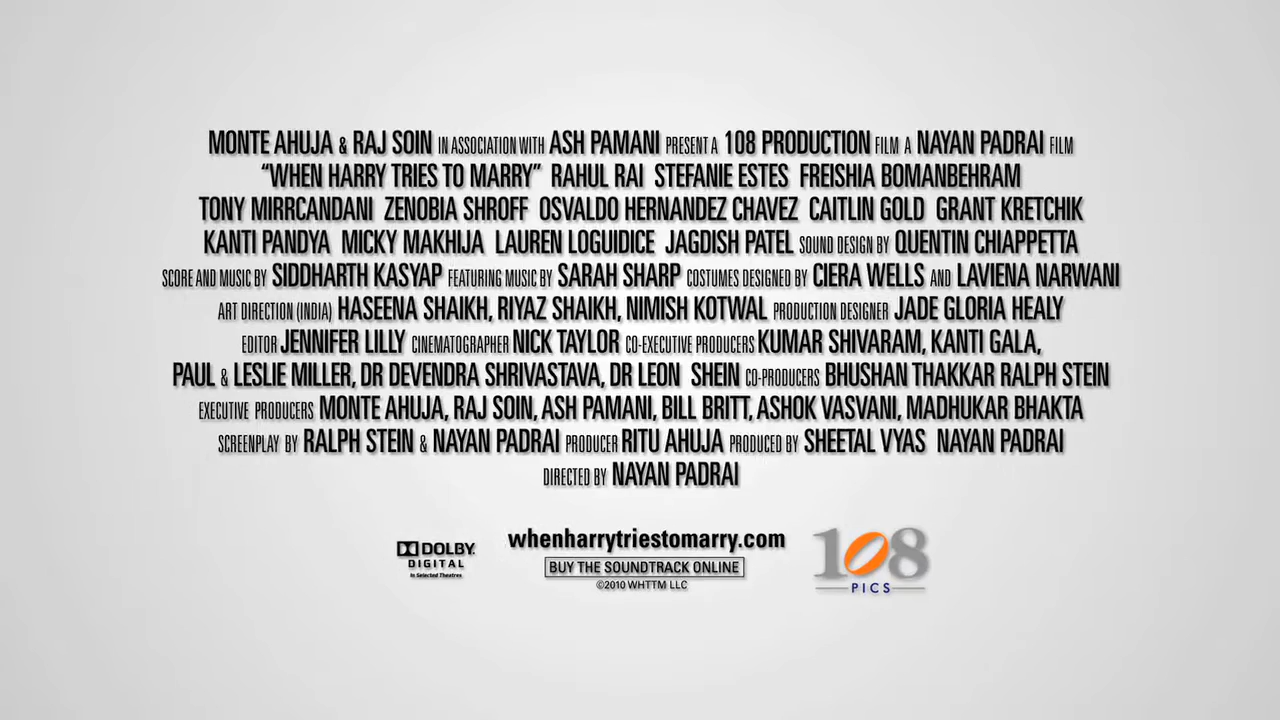 MONTE AHUJA & RAJ SOIN IN ASSOCIATION WITH ASH PAMANI PRESENT A 108 PRODUCTION FILM A NAYAN PADRAI FILM
"WHEN HARRY TRIES TO MARRY" RAHUL RAI STEFANIE ESTES FREISHIA BOMANBEHRAM
TONY MIRRCANDANI ZENOBIA SHROFF OSVALDO HERNANDEZ CHAVEZ CAITLIN GOLD GRANT KRETCHIK
KANTI PANDYA MICKY MAKHIJA LAUREN LOGUIDICE JAGDISH PATEL SOUND DESIGN BY QUENTIN CHIAPPETTA
SCORE AND MUSIC BY SIDDHARTH KASYAP FEATURING MUSIC BY SARAH SHARP COSTUMES DESIGNED BY CIERA WELLS AND LAVIENA NARWANI
ART DIRECTION (INDIA) HASEENA SHAIKH, RIYAZ SHAIKH, NIMISH KOTWAL PRODUCTION DESIGNER JADE GLORIA HEALY
EDITOR JENNIFER LILLY CINEMATOGRAPHER NICK TAYLOR CO-EXECUTIVE PRODUCERS KUMAR SHIVARAM, KANTI GALA,
PAUL & LESLIE MILLER, DR DEVENDRA SHRIVASTAVA, DR LEON SHEIN CO-PRODUCERS BHUSHAN THAKKAR RALPH STEIN
EXECUTIVE PRODUCERS MONTE AHUJA, RAJ SOIN, ASH PAMANI, BILL BRITT, ASHOK VASVANI, MADHUKAR BHAKTA
SCREENPLAY BY RALPH STEIN & NAYAN PADRAI PRODUCER RITU AHUJA PRODUCED BY SHEETAL VYAS NAYAN PADRAI
DIRECTED BY NAYAN PADRAI
DOLBY
DIGITAL
In Selected Theatres
whenharrytriestomarry.com
BUY THE SOUNDTRACK ONLINE
©2010 WHTTM LLC
108
PICS